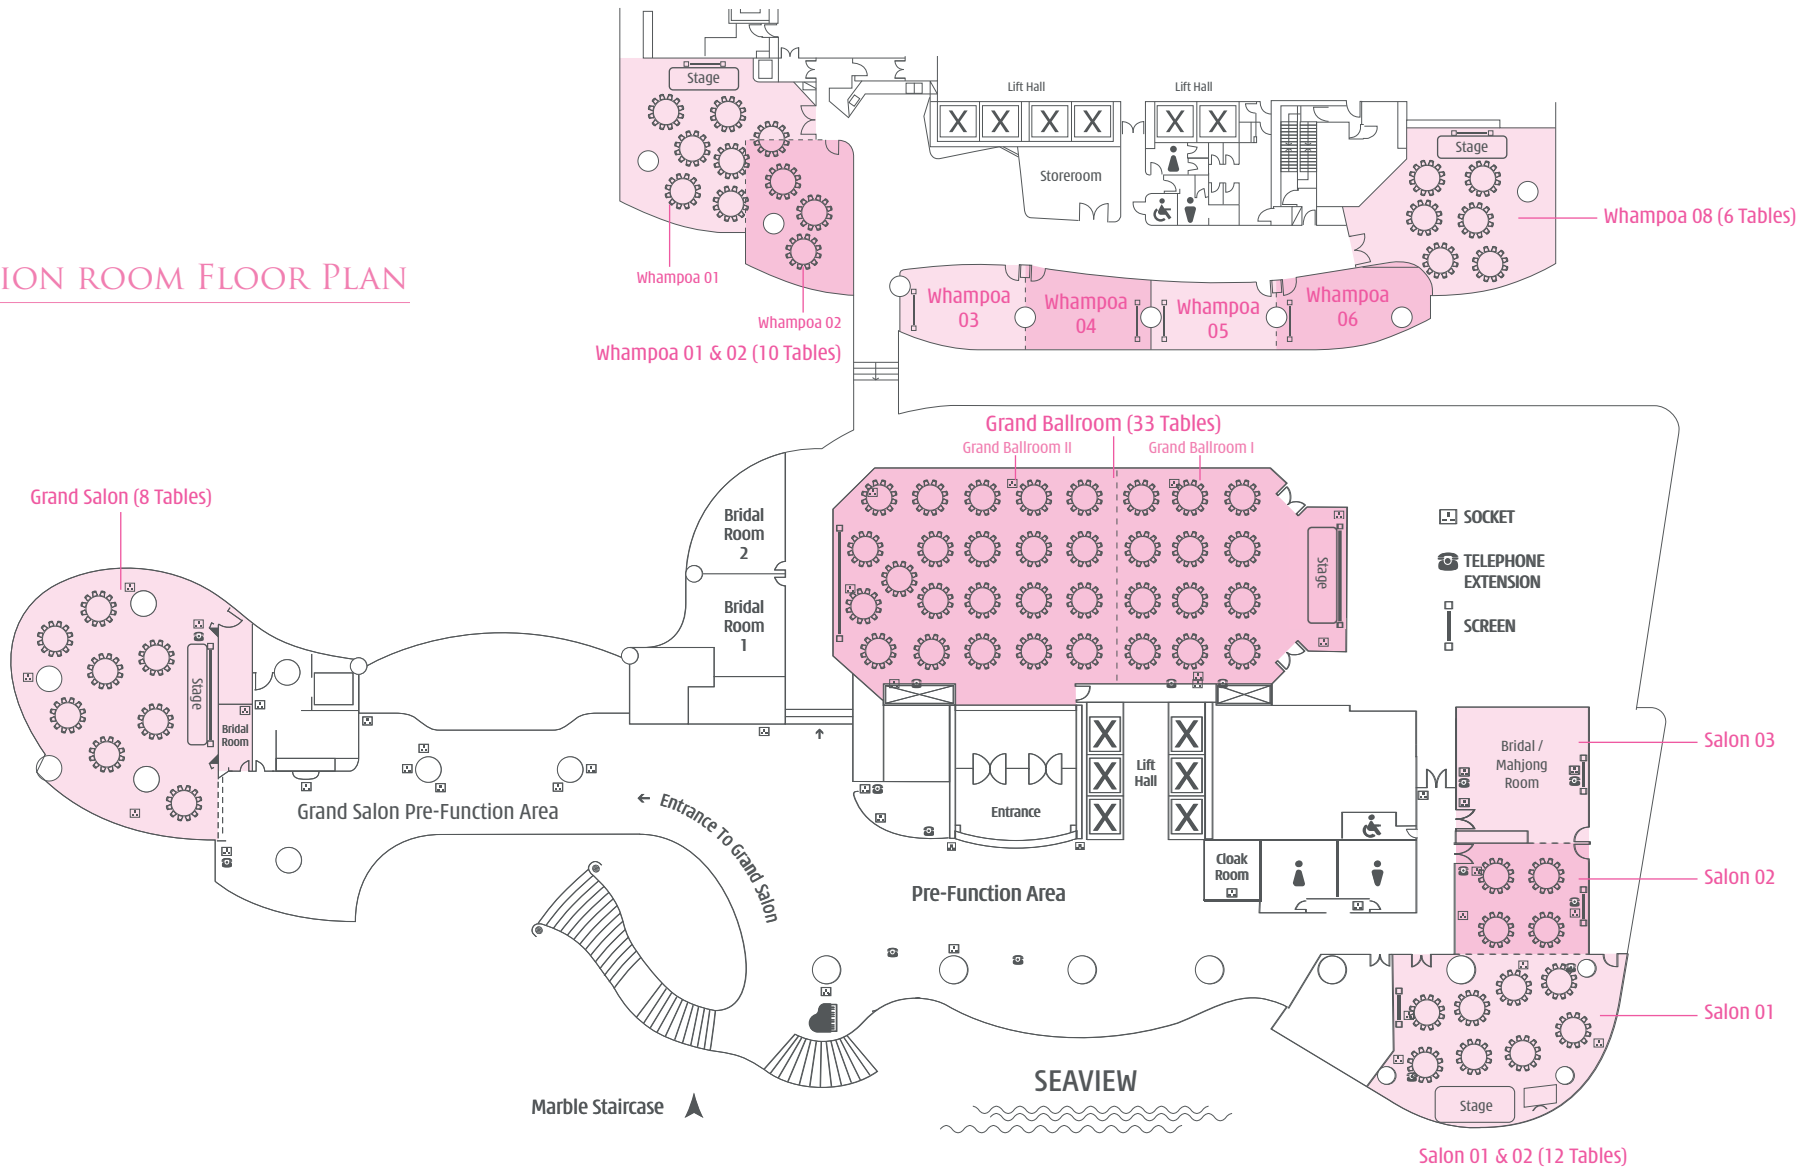 ION ROOM FLOOR PLAN
Stage
Lift Hall
Lift Hall
X X X X
X X
Storeroom
Stage
Whampoa 08 (6 Tables)
Whampoa 01
Whampoa 02
Whampoa 01 & 02 (10 Tables)
Whampoa
03
Whampoa
04
Whampoa
05
Whampoa
06
Grand Ballroom (33 Tables)
Grand Ballroom II
Grand Ballroom I
Stage
Grand Salon (8 Tables)
Bridal
Room
2
Bridal
Room
1
SOCKET
TELEPHONE
EXTENSION
SCREEN
Stage
Bridal
Room
Grand Salon Pre-Function Area
Entrance To Grand Salon
Entrance
X
X
X
Lift
Hall
X
X
X
Cloak
Room
Pre-Function Area
Bridal /
Mahjong
Room
Salon 03
Salon 02
Salon 01
Stage
Salon 01 & 02 (12 Tables)
SEAVIEW
Marble Staircase